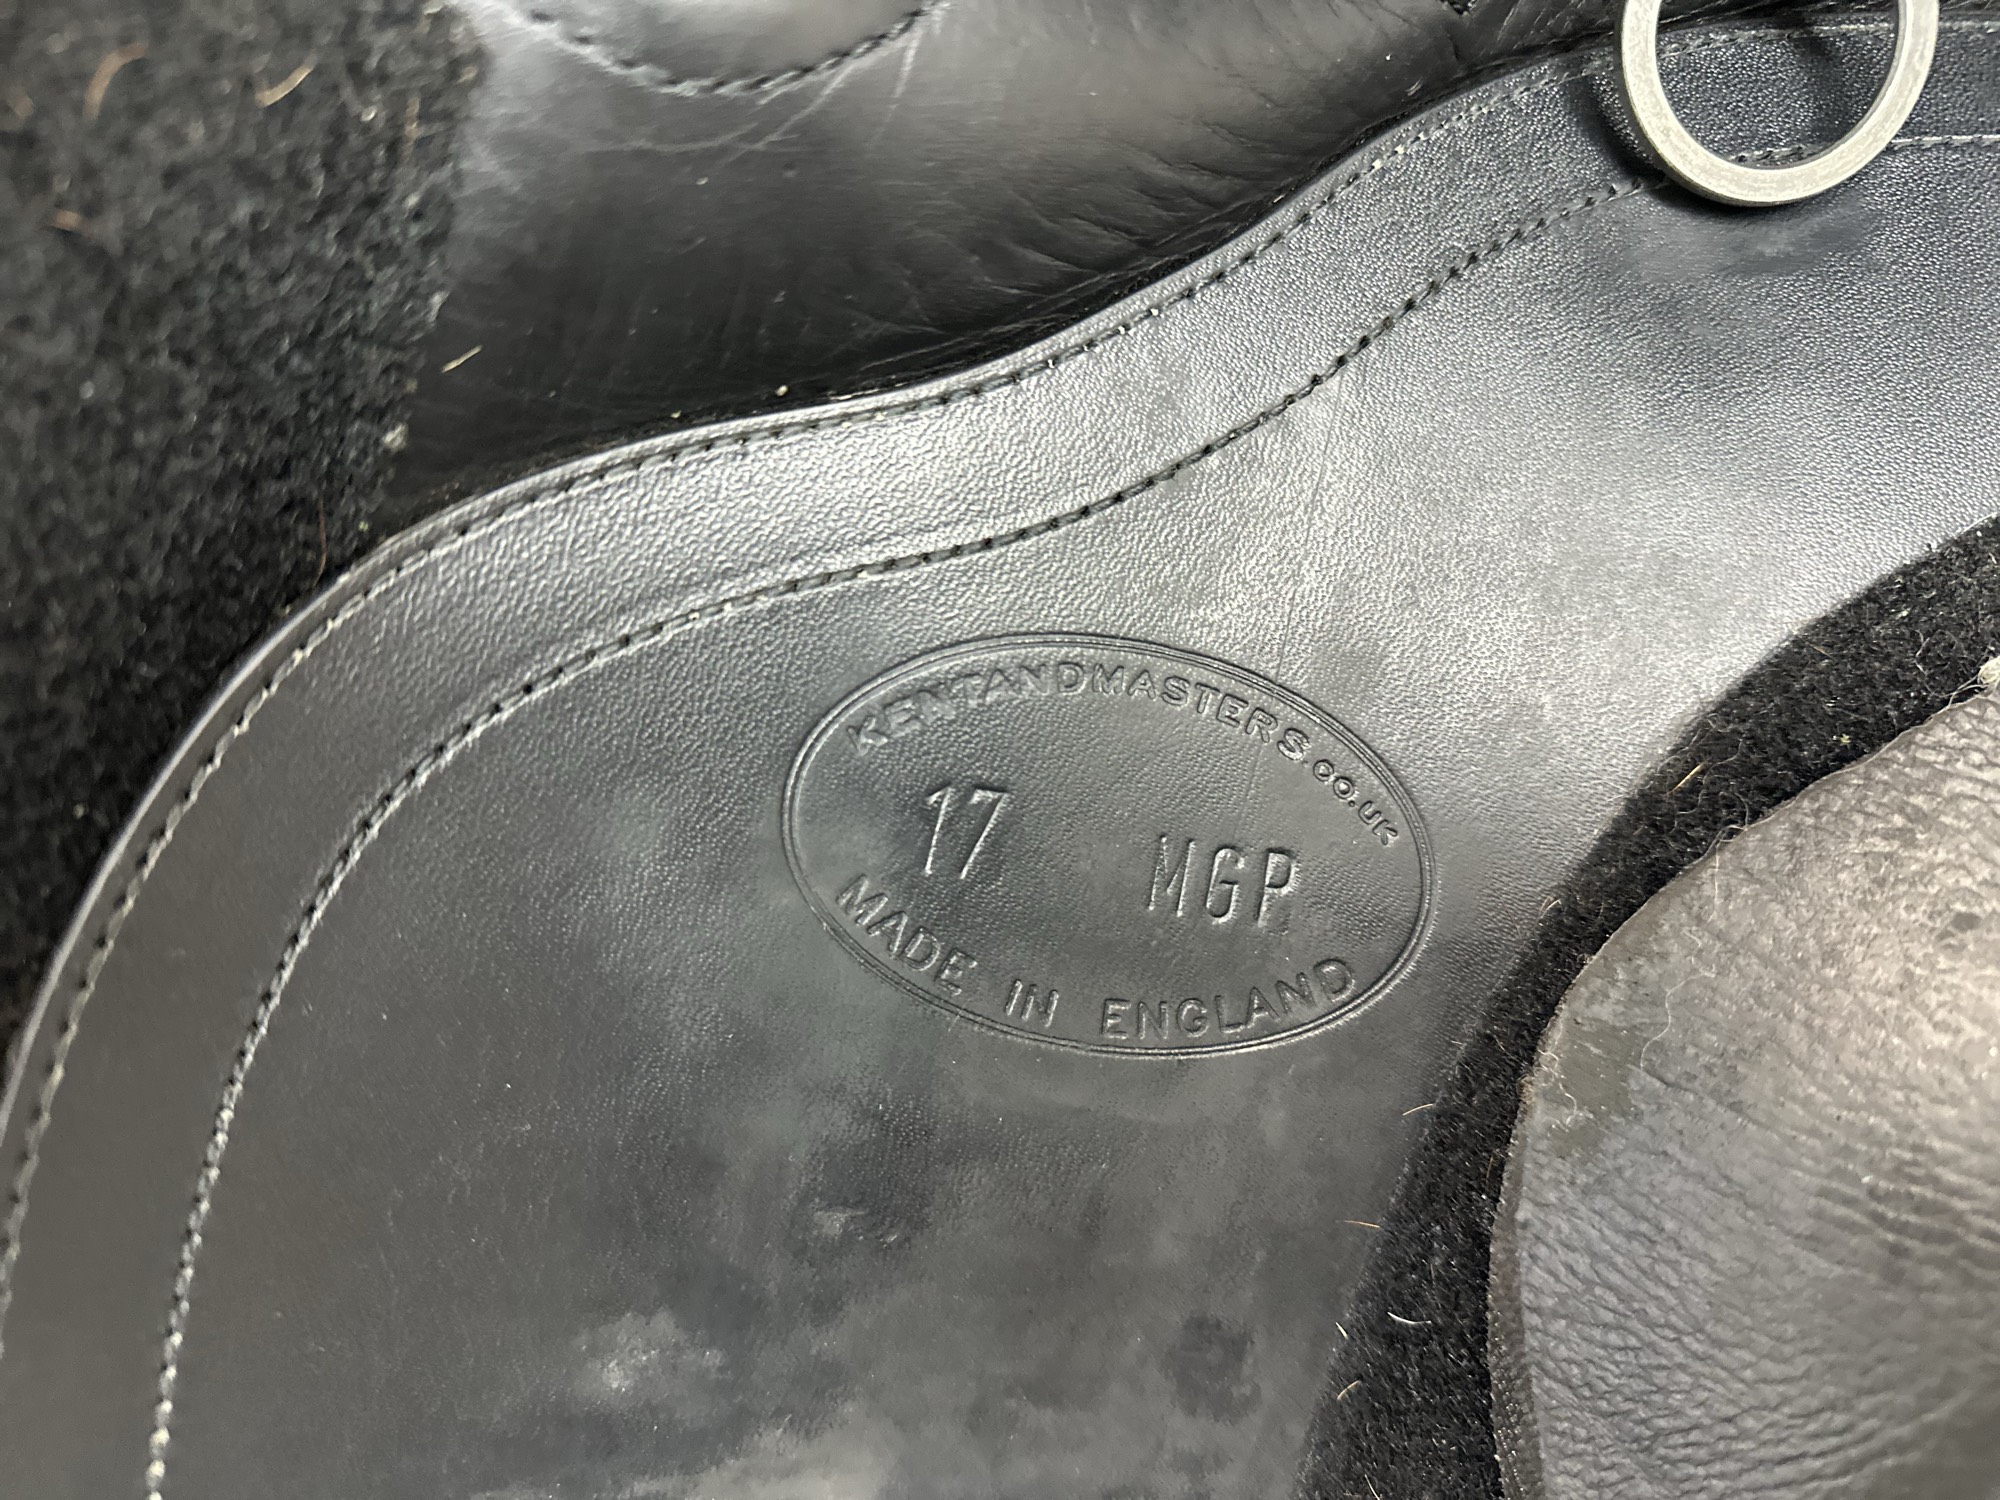 KENTANDMASTERS.CO.UK
17 MGP
MADE IN ENGLAND